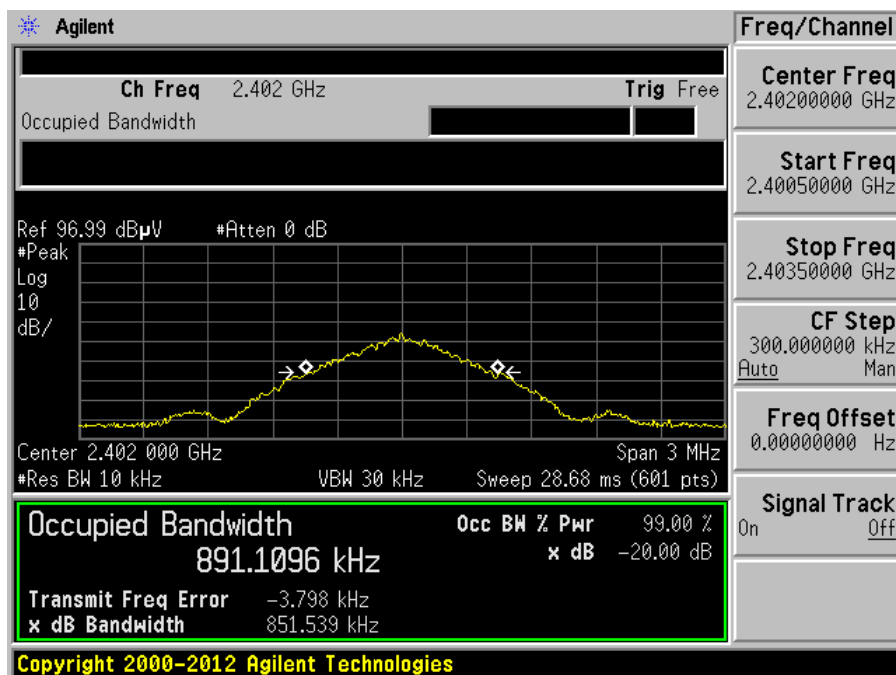 Agilent
Ch Freq 2.402 GHz Trig Free
Occupied Bandwidth
Ref 96.99 dBµV #Atten 0 dB
#Peak
Log
10
dB/
Center 2.402 000 GHz Span 3 MHz
#Res BW 10 kHz VBW 30 kHz Sweep 28.68 ms (601 pts)
Occupied Bandwidth Occ BW % Pwr 99.00 %
891.1096 kHz x dB -20.00 dB
Transmit Freq Error -3.798 kHz
x dB Bandwidth 851.539 kHz
Copyright 2000-2012 Agilent Technologies
Freq/Channel
Center Freq
2.40200000 GHz
Start Freq
2.40050000 GHz
Stop Freq
2.40350000 GHz
CF Step
300.000000 kHz
Auto Man
Freq Offset
0.00000000 Hz
Signal Track
On Off